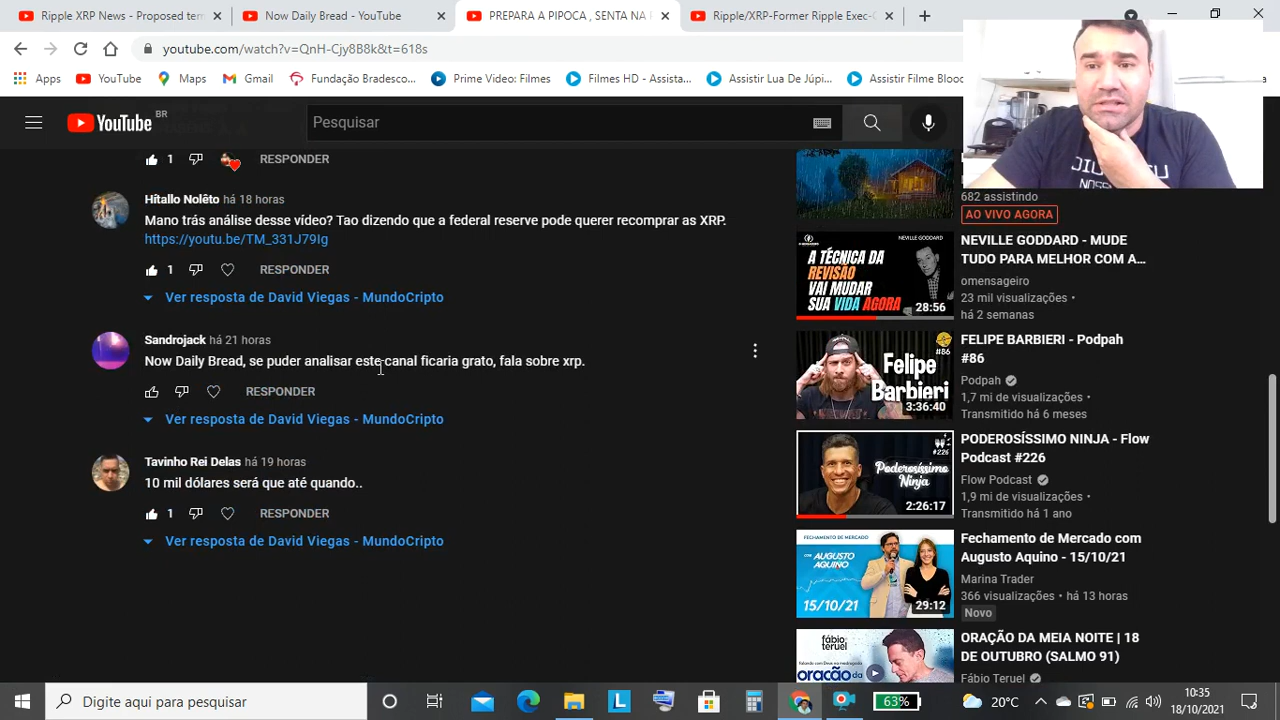 Ripple XRP News - Proposed tem
Now Daily Bread - YouTube
PREPARA A PIPOCA , SENTA NA
Ripple/XRP-Former Ripple Exec-
youtube.com/watch?v=QnH-Cjy8B8k&t=618s
Apps
YouTube
Maps
Gmail
Fundação Bradesco...
Prime Video: Filmes
Filmes HD - Assista...
Assistir Lua De Júpi...
Assistir Filme Blood
YouTube BR
Pesquisar
1 RESPONDER
Hítallo Nolêto há 18 horas
Mano trás análise desse vídeo? Tao dizendo que a federal reserve pode querer recomprar as XRP.
https://youtu.be/TM_331J79Ig
1 RESPONDER
Ver resposta de David Viegas - MundoCripto
Sandrojack há 21 horas
Now Daily Bread, se puder analisar este canal ficaria grato, fala sobre xrp.
RESPONDER
Ver resposta de David Viegas - MundoCripto
Tavinho Rei Delas há 19 horas
10 mil dólares será que até quando..
1 RESPONDER
Ver resposta de David Viegas - MundoCripto
682 assistindo
AO VIVO AGORA
NEVILLE GODDARD
A TÉCNICA DA
REVISÃO
VAI MUDAR
SUA VIDA AGORA
28:56
NEVILLE GODDARD - MUDE
TUDO PARA MELHOR COM A...
omensageiro
23 mil visualizações •
há 2 semanas
#86
Felipe
Barbieri
3:36:40
FELIPE BARBIERI - Podpah
#86
Podpah
1,7 mi de visualizações •
Transmitido há 6 meses
#226
Poderosíssimo
Ninja
2:26:17
PODEROSÍSSIMO NINJA - Flow
Podcast #226
Flow Podcast
1,9 mi de visualizações •
Transmitido há 1 ano
FECHAMENTO DE MERCADO
COM AUGUSTO
AQUINO
15/10/21
29:12
Fechamento de Mercado com
Augusto Aquino - 15/10/21
Marina Trader
366 visualizações • há 13 horas
Novo
fábio
teruel
Falando com Deus na madrugada
oração da
ORAÇÃO DA MEIA NOITE | 18
DE OUTUBRO (SALMO 91)
Fábio Teruel
Digite aqui para pesquisar
L
63%
20°C
10:35
18/10/2021